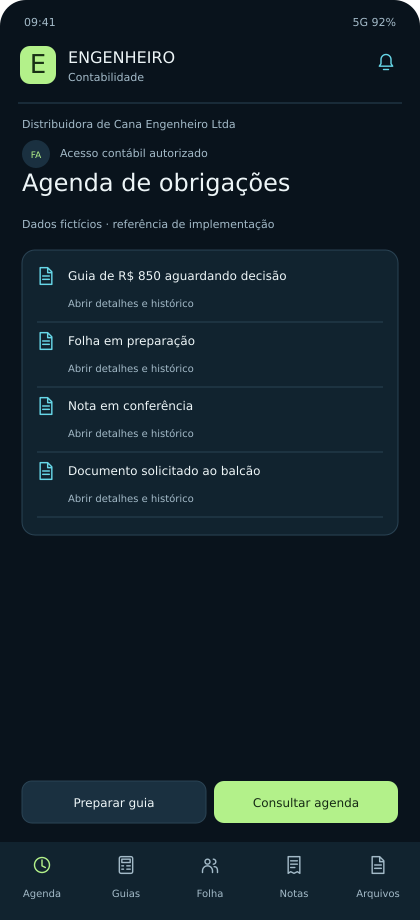 09:41 5G 92%
E ENGENHEIRO
Contabilidade
Distribuidora de Cana Engenheiro Ltda
FA Acesso contábil autorizado
Agenda de obrigações
Dados fictícios · referência de implementação
Guia de R$ 850 aguardando decisão
Abrir detalhes e histórico
Folha em preparação
Abrir detalhes e histórico
Nota em conferência
Abrir detalhes e histórico
Documento solicitado ao balcão
Abrir detalhes e histórico
Preparar guia Consultar agenda
Agenda Guias Folha Notas Arquivos